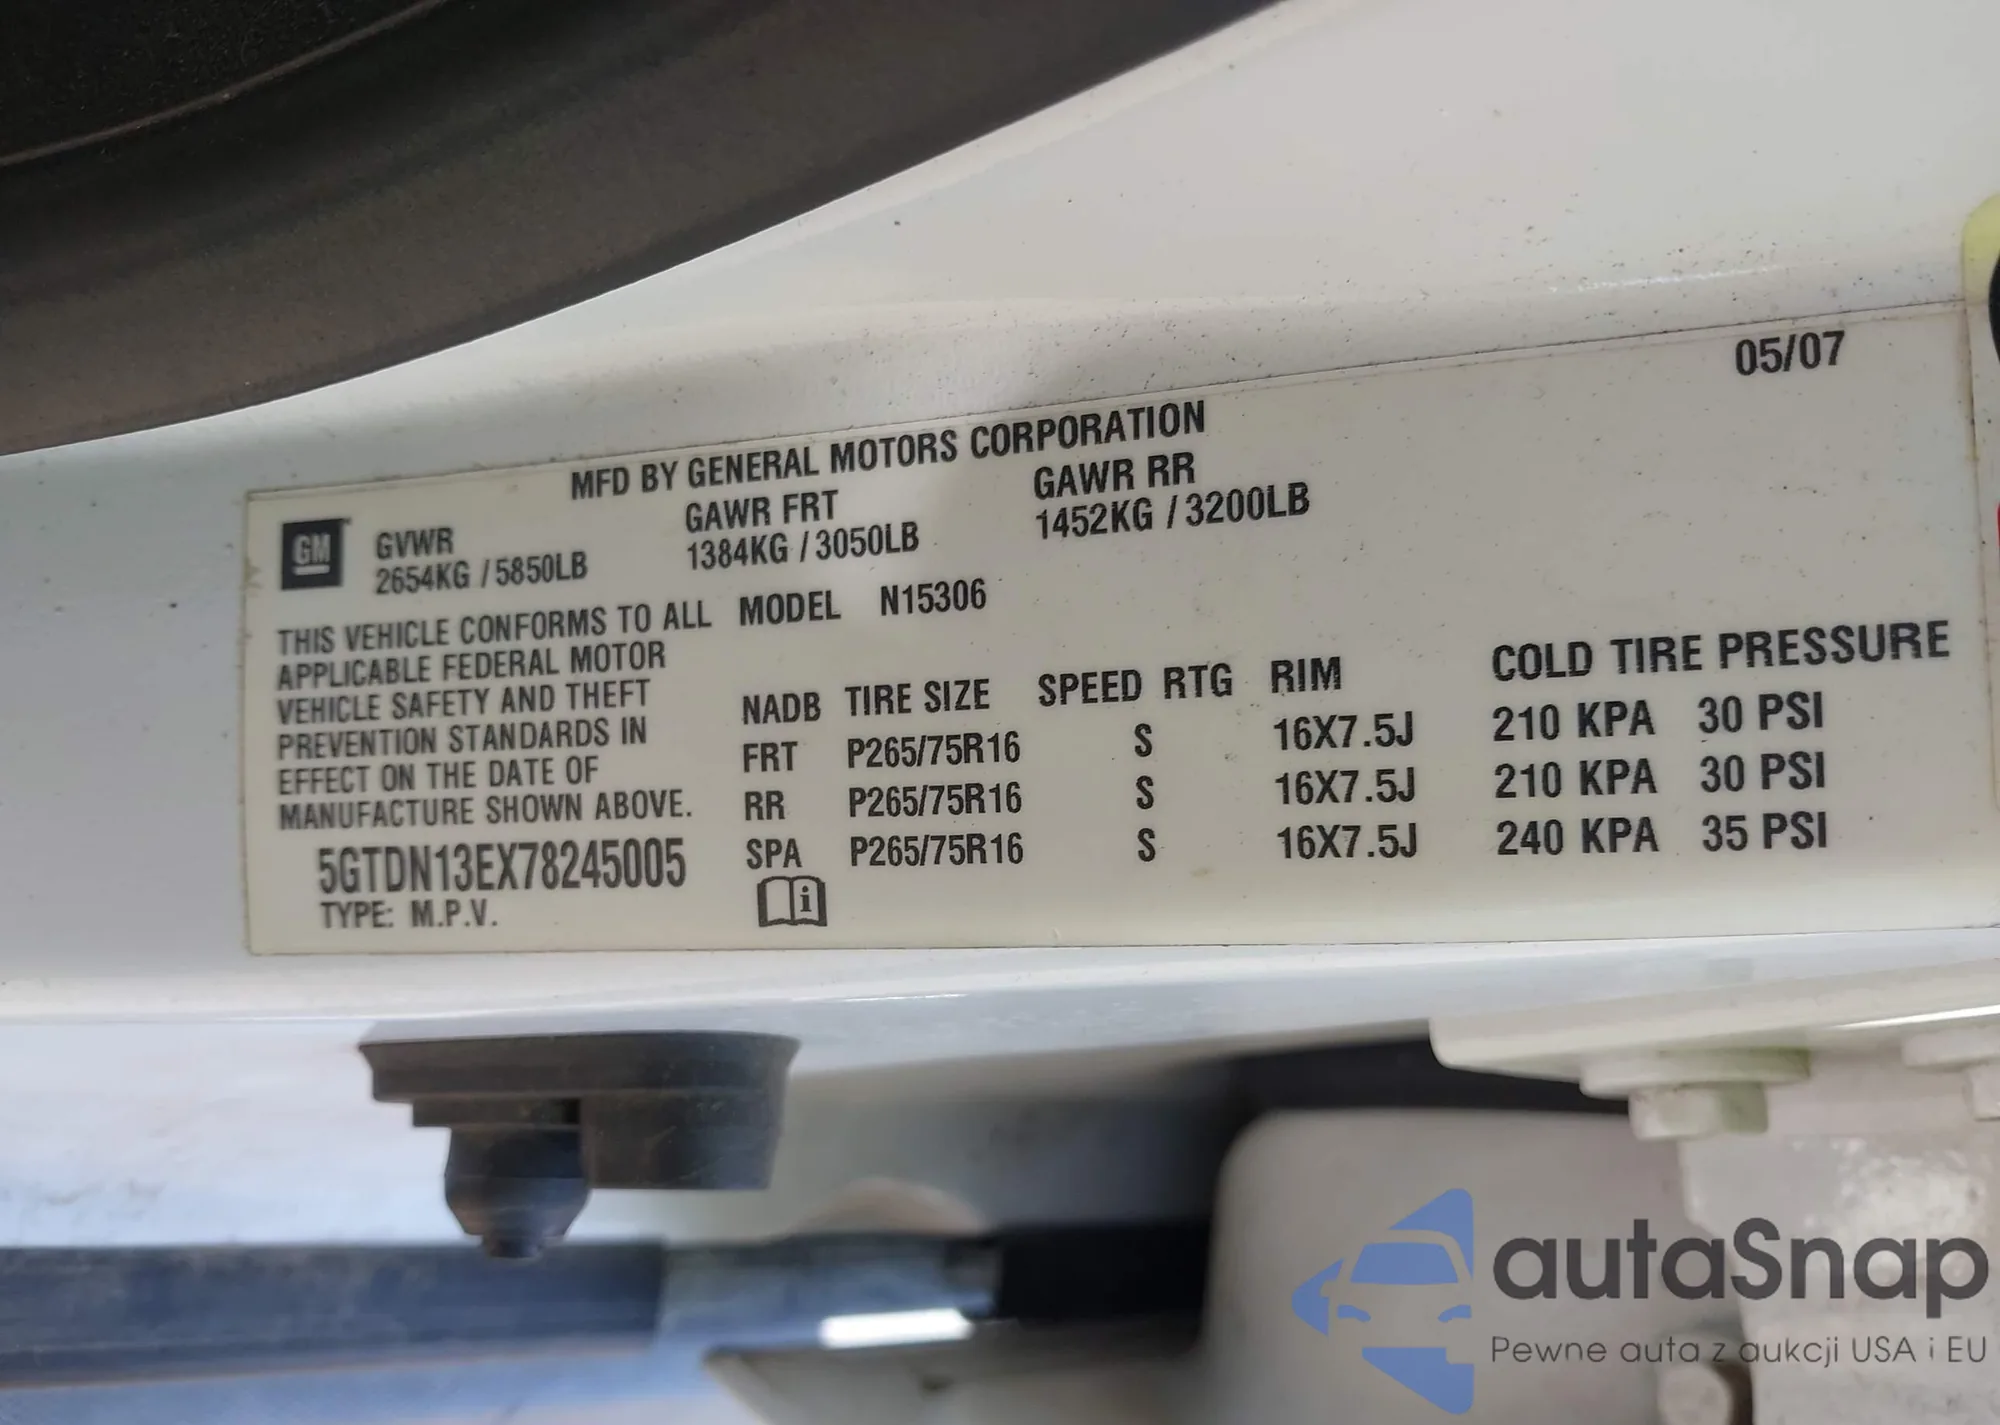 05/07
MFD BY GENERAL MOTORS CORPORATION
GM GVWR GAWR FRT GAWR RR
2654KG / 5850LB 1384KG / 3050LB 1452KG / 3200LB
THIS VEHICLE CONFORMS TO ALL MODEL N15306
APPLICABLE FEDERAL MOTOR
VEHICLE SAFETY AND THEFT
PREVENTION STANDARDS IN
EFFECT ON THE DATE OF
MANUFACTURE SHOWN ABOVE.
5GTDN13EX78245005
TYPE: M.P.V.
NADB TIRE SIZE SPEED RTG RIM COLD TIRE PRESSURE
FRT P265/75R16 S 16X7.5J 210 KPA 30 PSI
RR P265/75R16 S 16X7.5J 210 KPA 30 PSI
SPA P265/75R16 S 16X7.5J 240 KPA 35 PSI
i
autaSnap
Pewne auta z aukcji USA i EU